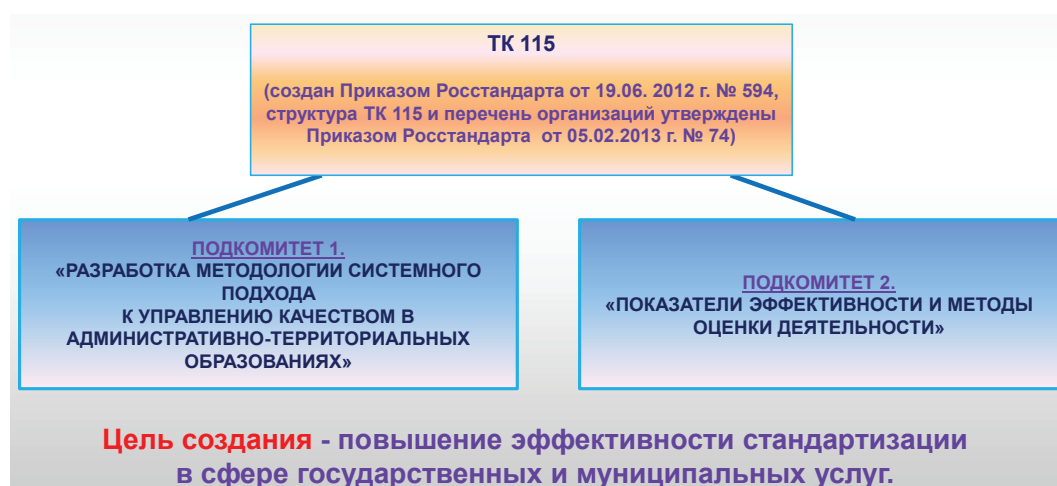 ТК 115
(создан Приказом Росстандарта от 19.06. 2012 г. № 594,
структура ТК 115 и перечень организаций утверждены
Приказом Росстандарта от 05.02.2013 г. № 74)
ПОДКОМИТЕТ 1.
«РАЗРАБОТКА МЕТОДОЛОГИИ СИСТЕМНОГО
ПОДХОДА
К УПРАВЛЕНИЮ КАЧЕСТВОМ В
АДМИНИСТРАТИВНО-ТЕРРИТОРИАЛЬНЫХ
ОБРАЗОВАНИЯХ»
ПОДКОМИТЕТ 2.
«ПОКАЗАТЕЛИ ЭФФЕКТИВНОСТИ И МЕТОДЫ
ОЦЕНКИ ДЕЯТЕЛЬНОСТИ»
Цель создания - повышение эффективности стандартизации
в сфере государственных и муниципальных услуг.